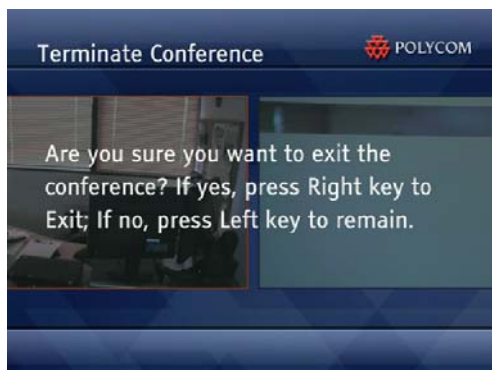 Terminate Conference
POLYCOM
Are you sure you want to exit the
conference? If yes, press Right key to
Exit; If no, press Left key to remain.